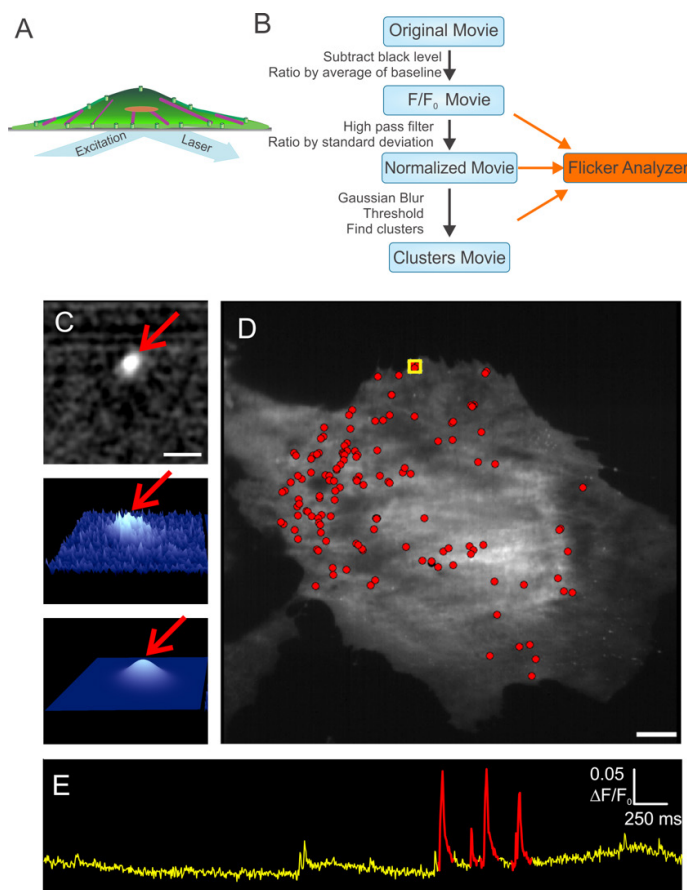 A
Excitation
Laser
B
Original Movie
Subtract black level
Ratio by average of baseline
F/F₀ Movie
High pass filter
Ratio by standard deviation
Normalized Movie
Flicker Analyzer
Gaussian Blur
Threshold
Find clusters
Clusters Movie
C
D
E
0.05
ΔF/F₀
250 ms